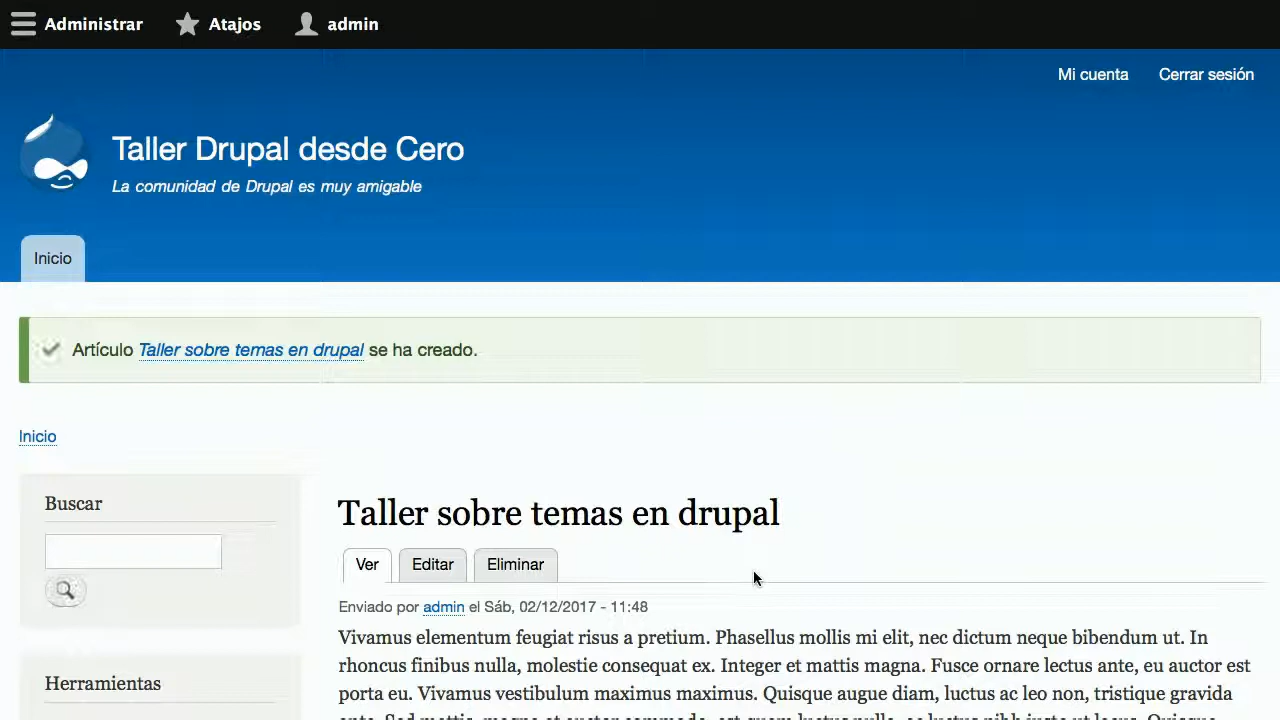 Administrar Atajos admin
Mi cuenta Cerrar sesión
Taller Drupal desde Cero
La comunidad de Drupal es muy amigable
Inicio
Artículo Taller sobre temas en drupal se ha creado.
Inicio
Buscar
Taller sobre temas en drupal
Ver Editar Eliminar
Enviado por admin el Sáb, 02/12/2017 - 11:48
Vivamus elementum feugiat risus a pretium. Phasellus mollis mi elit, nec dictum neque bibendum ut. In
rhoncus finibus nulla, molestie consequat ex. Integer et mattis magna. Fusce ornare lectus ante, eu auctor est
Herramientas
porta eu. Vivamus vestibulum maximus maximus. Quisque augue diam, luctus ac leo non, tristique gravida